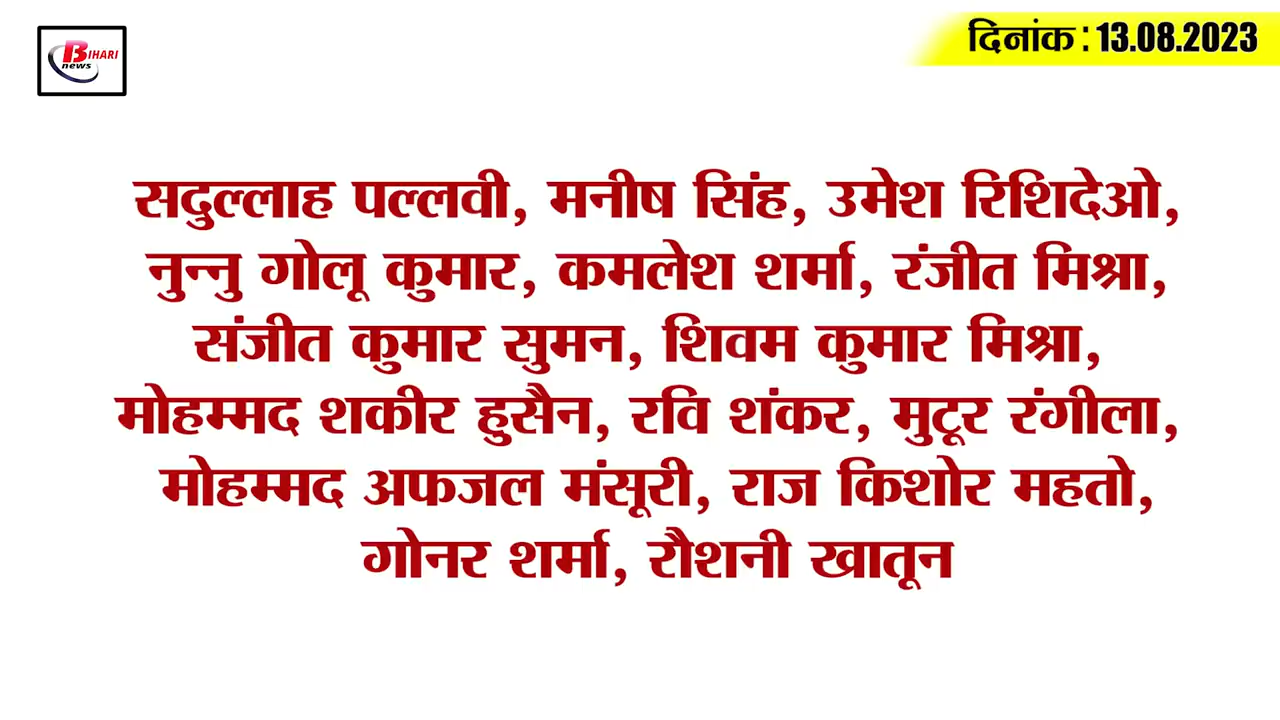 BIHARI
news
दिनांक : 13.08.2023
सदुल्लाह पल्लवी, मनीष सिंह, उमेश रिशिदेओ,
नुन्नु गोलू कुमार, कमलेश शर्मा, रंजीत मिश्रा,
संजीत कुमार सुमन, शिवम कुमार मिश्रा,
मोहम्मद शकीर हुसैन, रवि शंकर, मुटूर रंगीला,
मोहम्मद अफजल मंसूरी, राज किशोर महतो,
गोनर शर्मा, रौशनी खातून